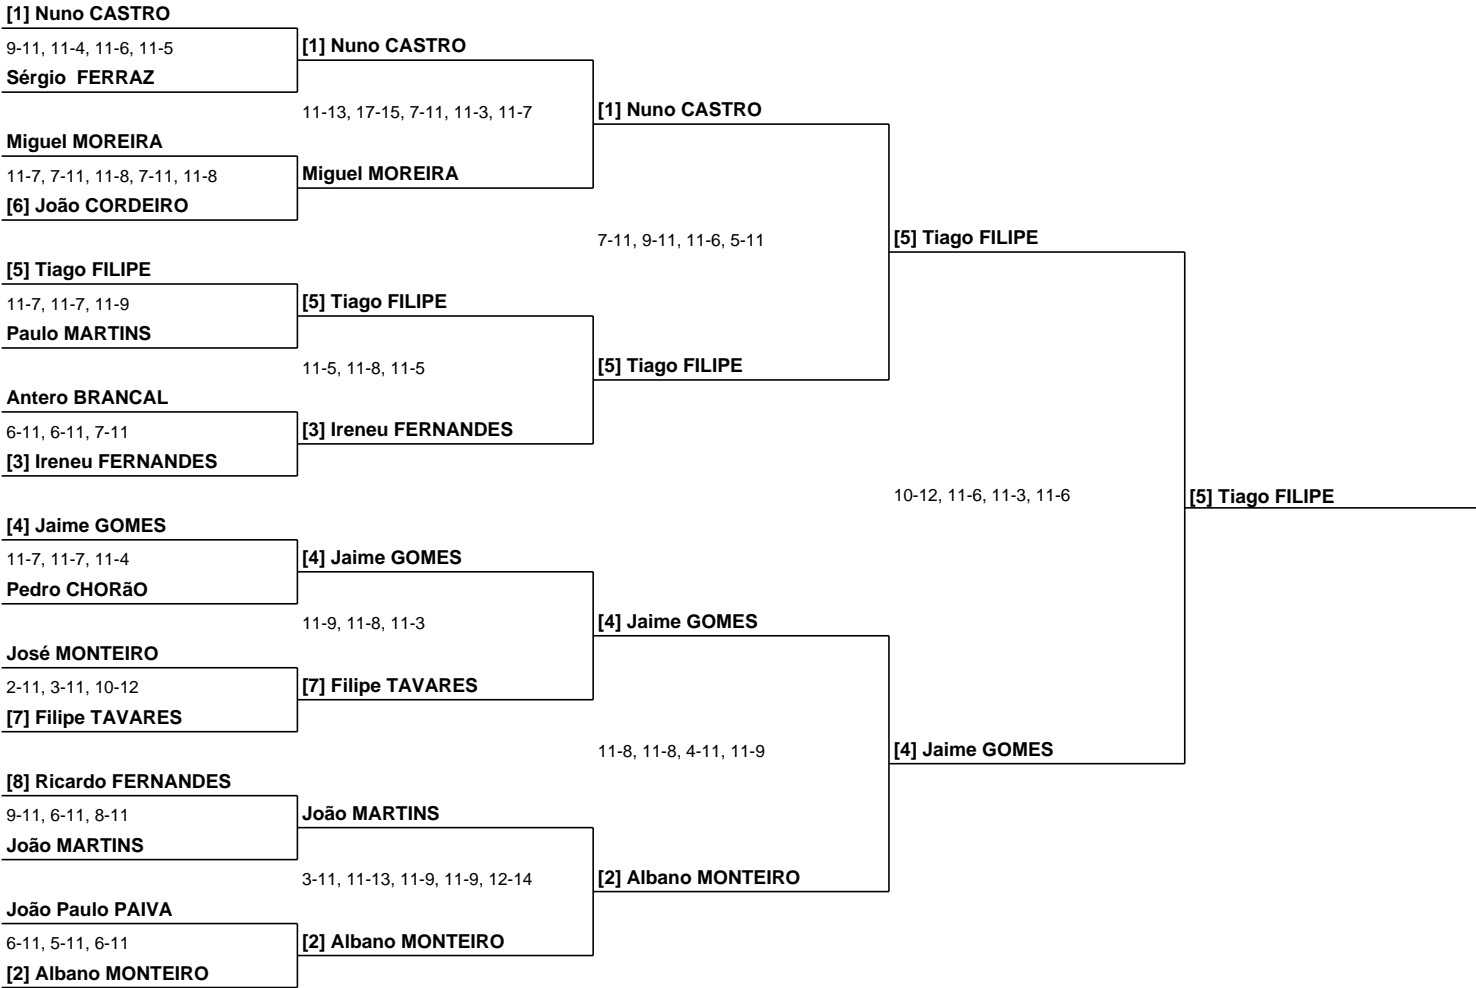 [1] Nuno CASTRO
9-11, 11-4, 11-6, 11-5
Sérgio  FERRAZ
Miguel MOREIRA
11-7, 7-11, 11-8, 7-11, 11-8
[6] João CORDEIRO
[5] Tiago FILIPE
11-7, 11-7, 11-9
Paulo MARTINS
Antero BRANCAL
6-11, 6-11, 7-11
[3] Ireneu FERNANDES
[4] Jaime GOMES
11-7, 11-7, 11-4
Pedro CHORãO
José MONTEIRO
2-11, 3-11, 10-12
[7] Filipe TAVARES
[8] Ricardo FERNANDES
9-11, 6-11, 8-11
João MARTINS
João Paulo PAIVA
6-11, 5-11, 6-11
[2] Albano MONTEIRO
[1] Nuno CASTRO
11-13, 17-15, 7-11, 11-3, 11-7
Miguel MOREIRA
[5] Tiago FILIPE
11-5, 11-8, 11-5
[3] Ireneu FERNANDES
[4] Jaime GOMES
11-9, 11-8, 11-3
[7] Filipe TAVARES
João MARTINS
3-11, 11-13, 11-9, 11-9, 12-14
[2] Albano MONTEIRO
[1] Nuno CASTRO
7-11, 9-11, 11-6, 5-11
[5] Tiago FILIPE
[4] Jaime GOMES
11-8, 11-8, 4-11, 11-9
[2] Albano MONTEIRO
[5] Tiago FILIPE
10-12, 11-6, 11-3, 11-6
[4] Jaime GOMES
[5] Tiago FILIPE